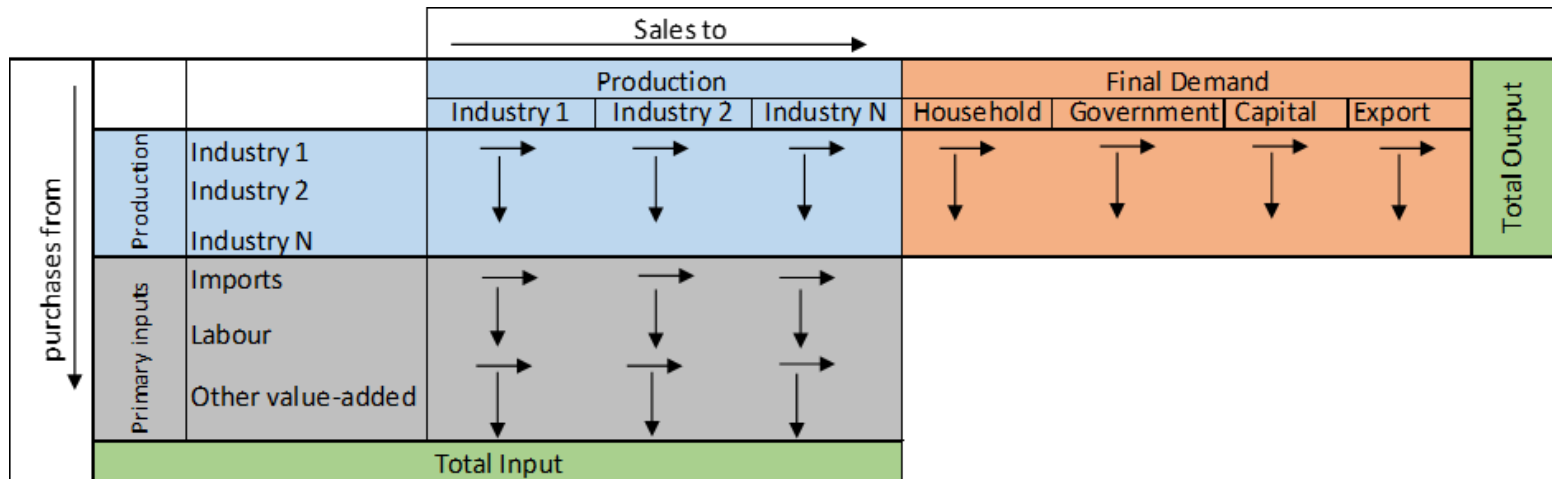 Sales to
Production Final Demand
Industry 1 Industry 2 Industry N Household Government Capital Export
Total Output
purchases from
Production
Industry 1
Industry 2
Industry N
Primary inputs
Imports
Labour
Other value-added
Total Input